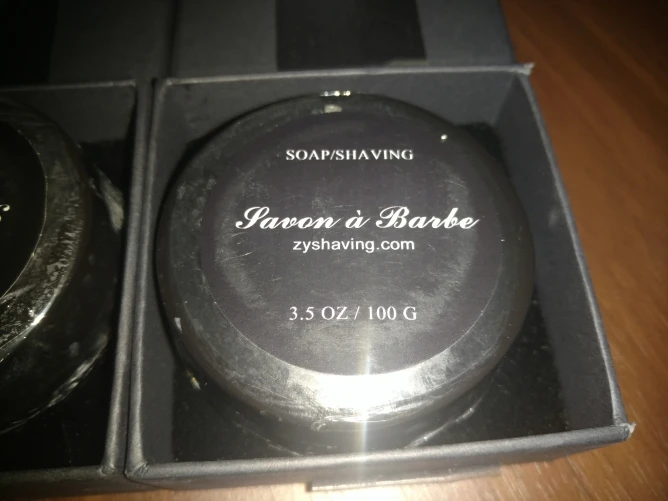 SOAP/SHAVING
Savon à Barbe
zyshaving.com
3.5 OZ / 100 G